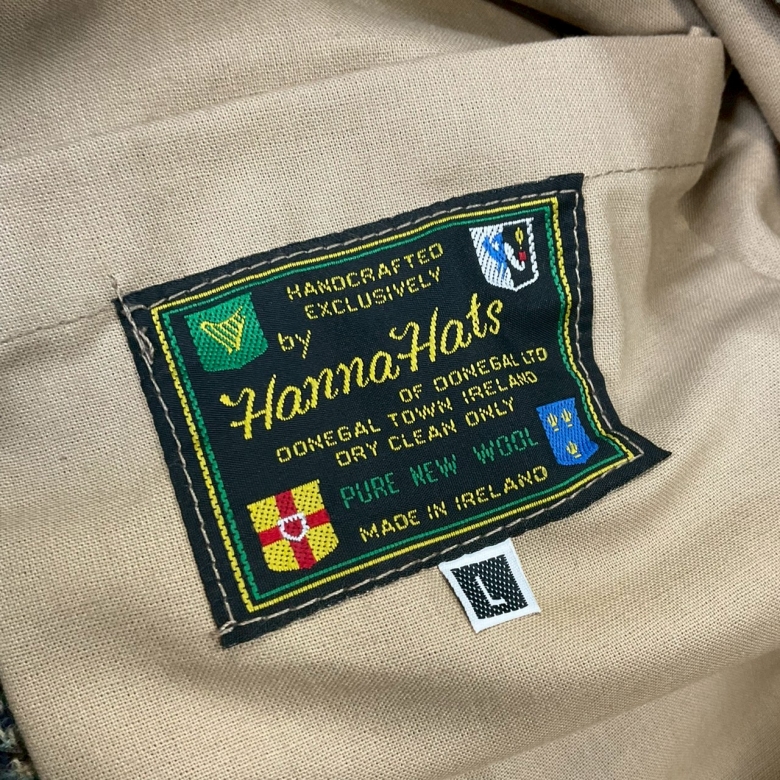 HANDCRAFTED
EXCLUSIVELY
by
Hanna Hats
OF DONEGAL LTD
DONEGAL TOWN IRELAND
DRY CLEAN ONLY
PURE NEW WOOL
MADE IN IRELAND
L